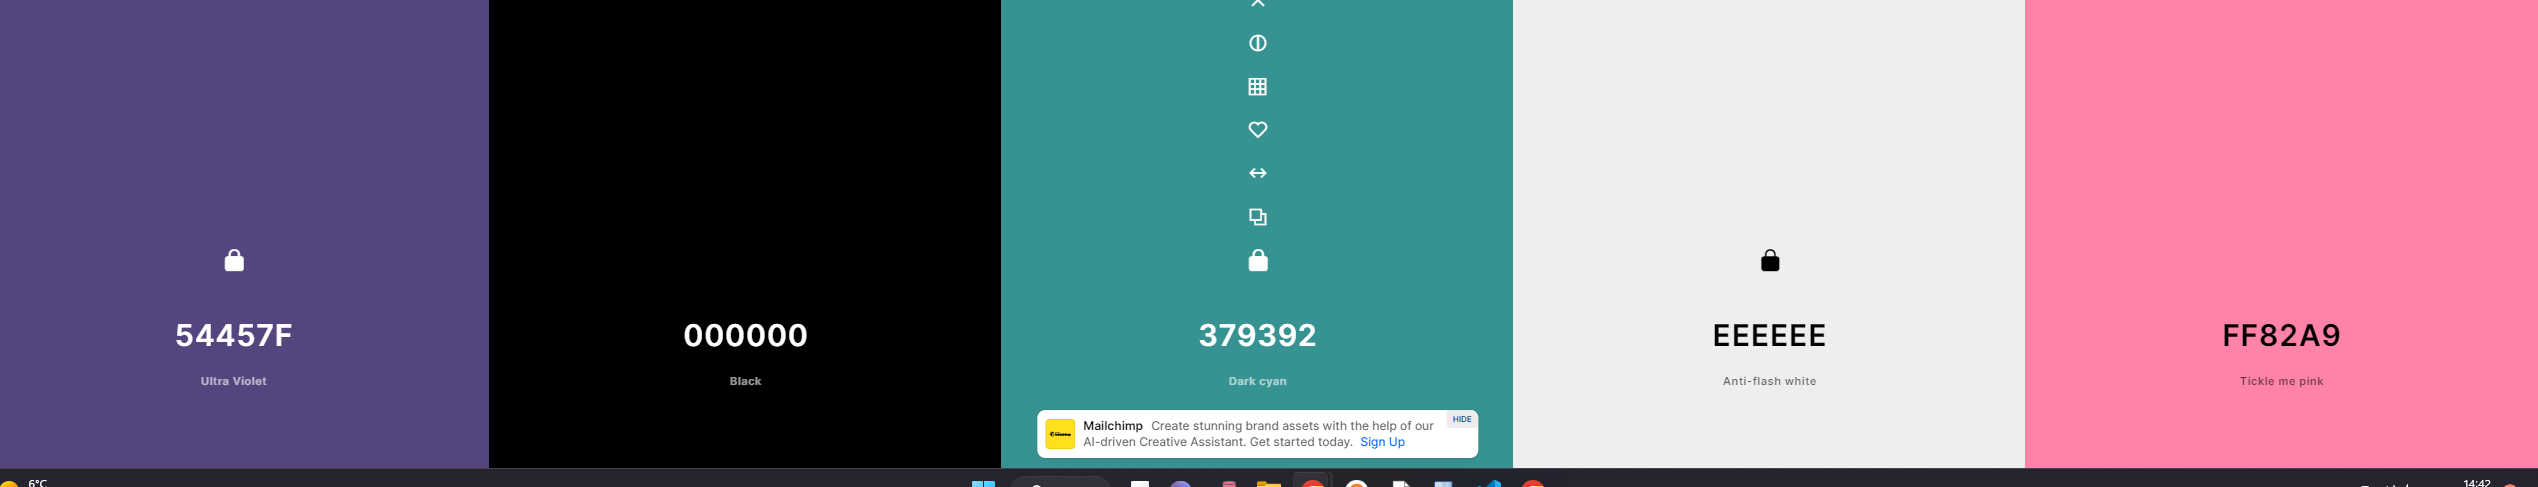 54457F
Ultra Violet
000000
Black
379392
Dark cyan
EEEEEE
Anti-flash white
FF82A9
Tickle me pink
Mailchimp Create stunning brand assets with the help of our
AI-driven Creative Assistant. Get started today. Sign Up
HIDE
6°C
14:42